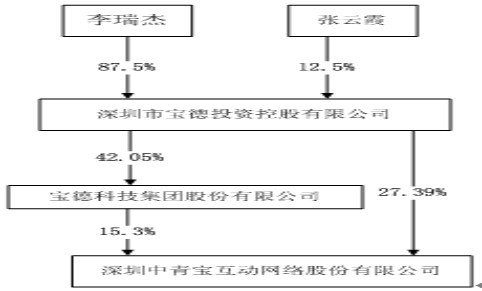 李瑞杰
张云霞
87.5%
12.5%
深圳市宝德投资控股有限公司
42.05%
27.39%
宝德科技集团股份有限公司
15.3%
深圳中青宝互动网络股份有限公司